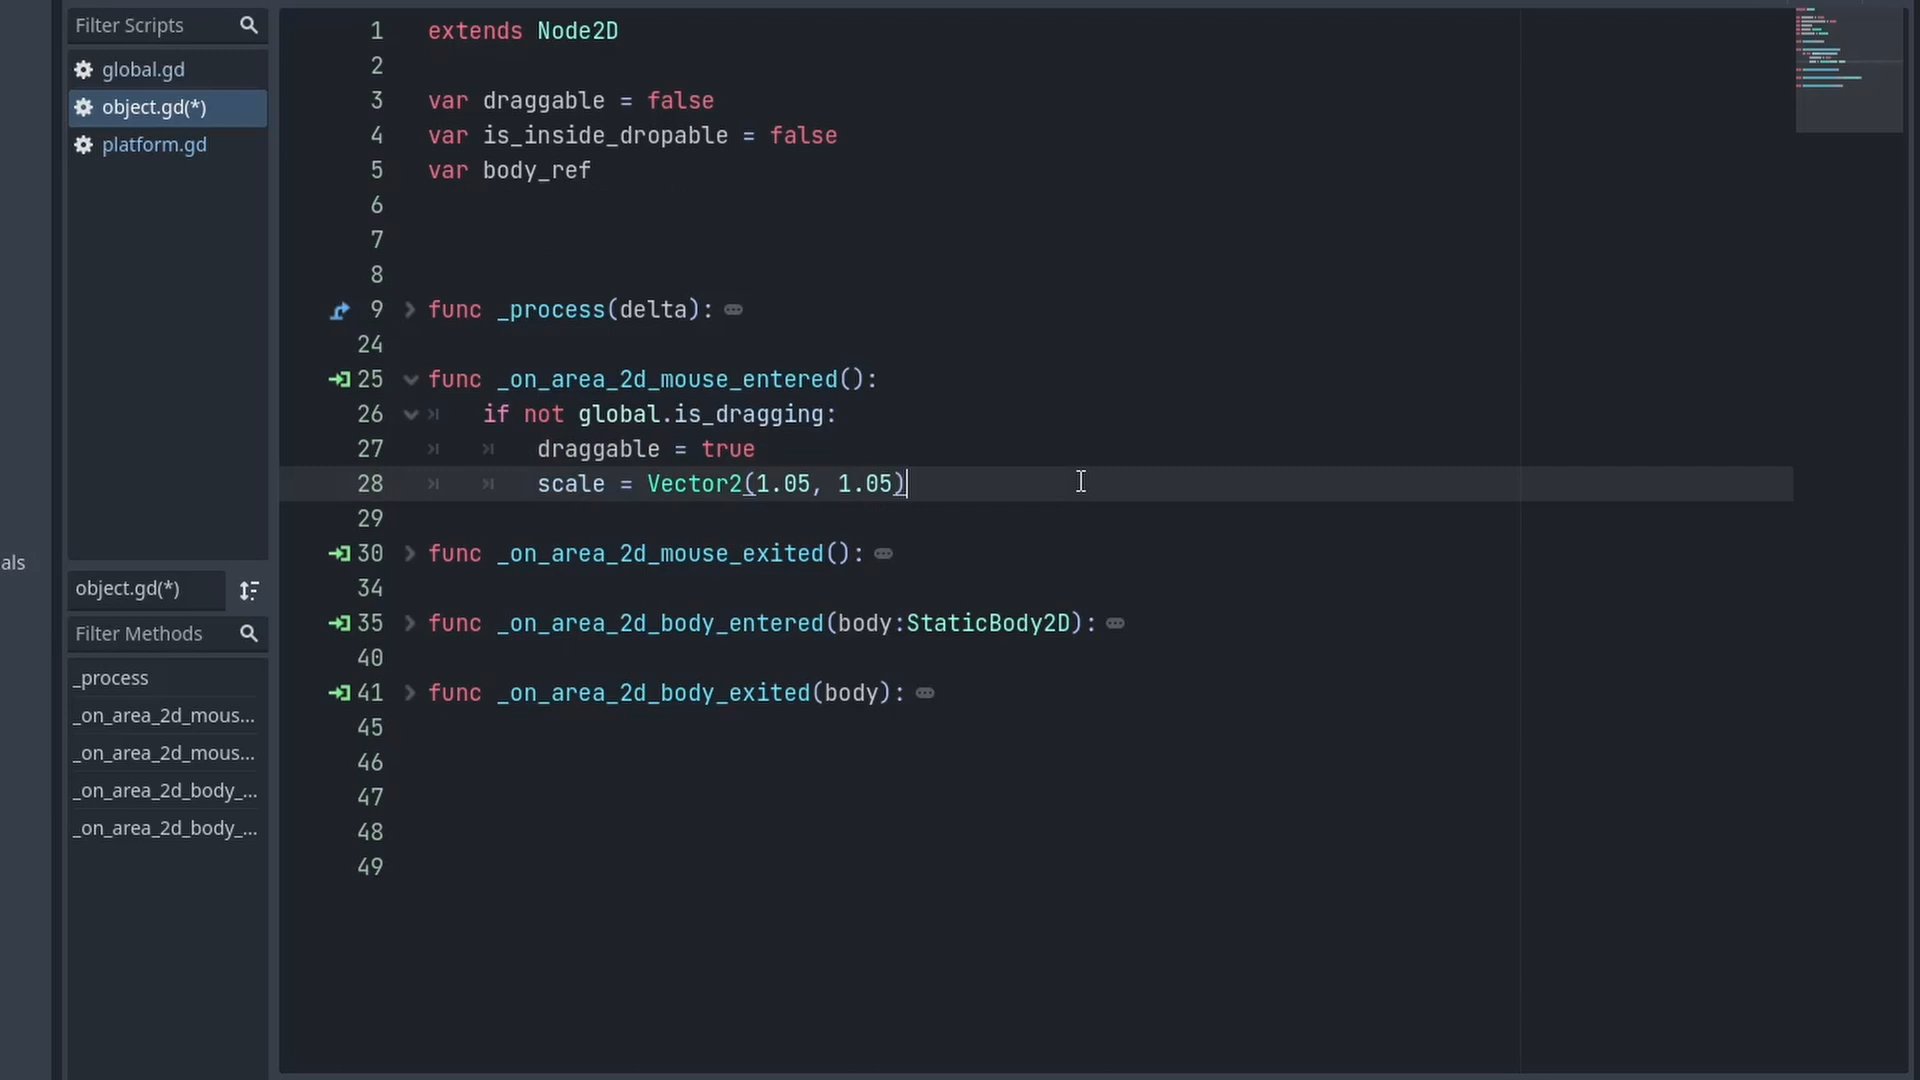 als
Filter Scripts
global.gd
object.gd(*)
platform.gd
object.gd(*)
Filter Methods
_process
_on_area_2d_mous...
_on_area_2d_mous...
_on_area_2d_body_...
_on_area_2d_body_...
1 extends Node2D
2
3 var draggable = false
4 var is_inside_dropable = false
5 var body_ref
6
7
8
9 func _process(delta):
24
25 func _on_area_2d_mouse_entered():
26 if not global.is_dragging:
27 draggable = true
28 scale = Vector2(1.05, 1.05)
29
30 func _on_area_2d_mouse_exited():
34
35 func _on_area_2d_body_entered(body:StaticBody2D):
40
41 func _on_area_2d_body_exited(body):
45
46
47
48
49